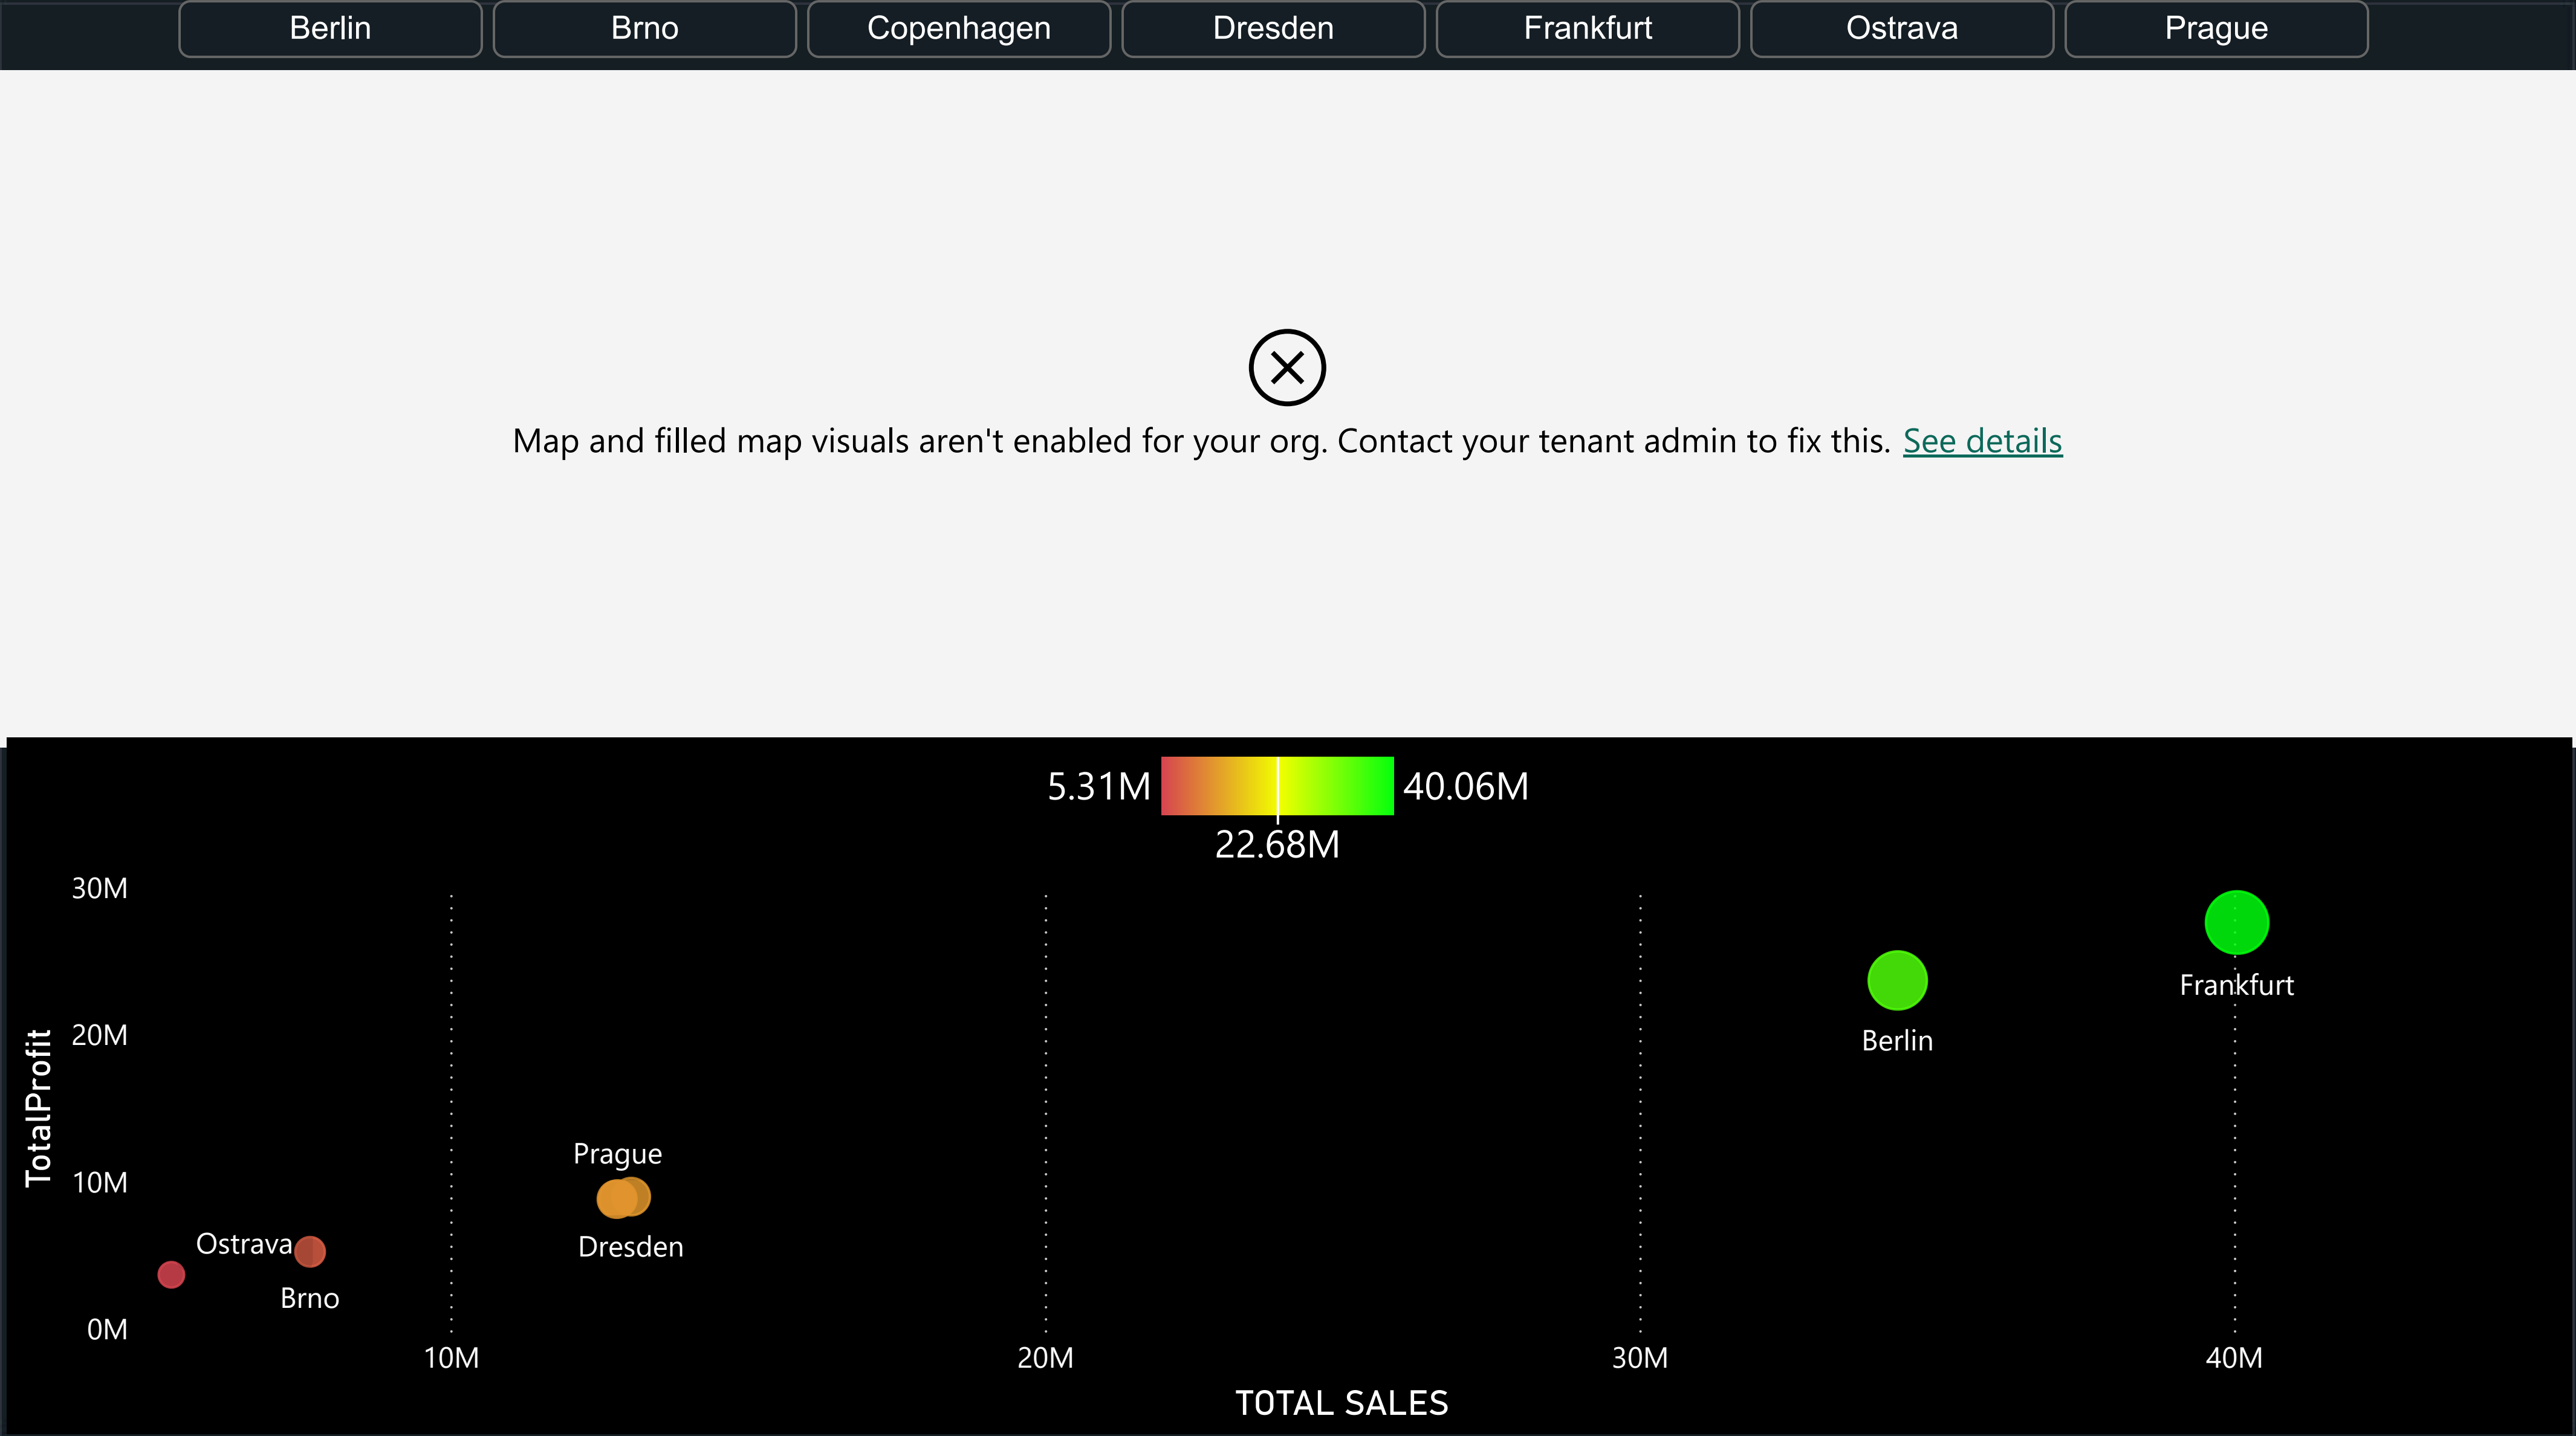 Berlin
Brno
Copenhagen
Dresden
Frankfurt
Ostrava
Prague
Map and filled map visuals aren't enabled for your org. Contact your tenant admin to fix this. See details
5.31M
40.06M
22.68M
30M
20M
10M
0M
TotalProfit
Frankfurt
Berlin
Prague
Dresden
Ostrava
Brno
10M
20M
30M
40M
TOTAL SALES